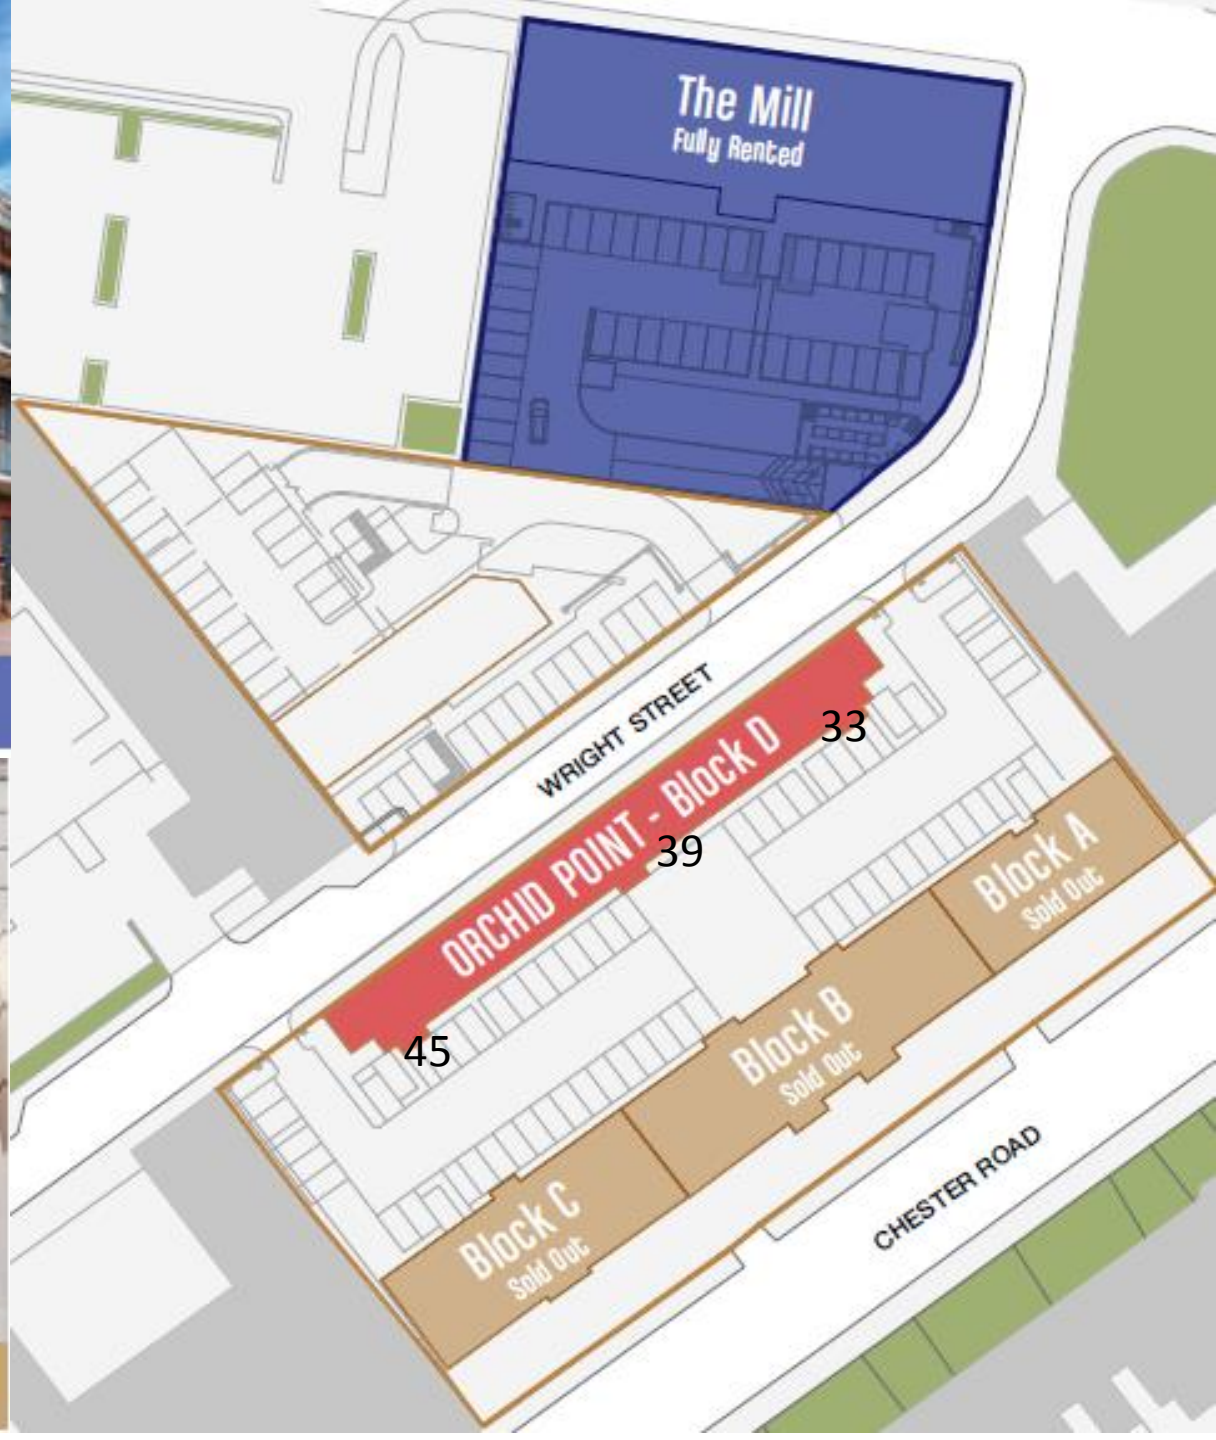 The Mill
Fully Rented
WRIGHT STREET
33
ORCHID POINT - Block D
39
45
Block A
Sold Out
Block B
Sold Out
Block C
Sold Out
CHESTER ROAD